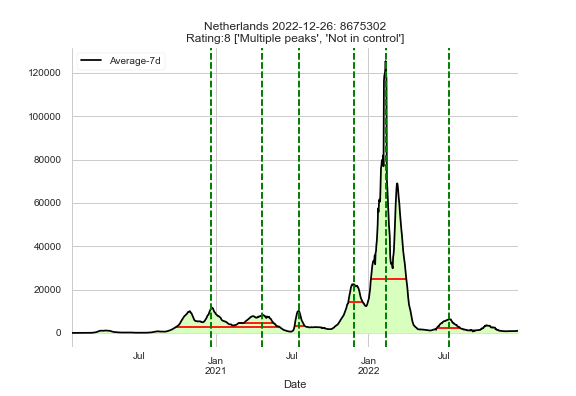 Netherlands 2022-12-26: 8675302
Rating:8 ['Multiple peaks', 'Not in control']
Average-7d
120000
100000
80000
60000
40000
20000
0
Jul
Jan
2021
Jul
Jan
2022
Jul
Date